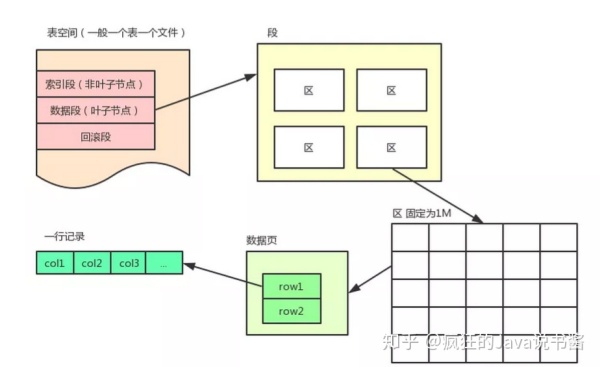 表空间（一般一个表一个文件）
段
索引段（非叶子节点）
数据段（叶子节点）
回滚段
区
区
区
区
区 固定为1M
一行记录
数据页
col1 col2 col3 ...
row1
row2
知乎 @疯狂的Java说书酱